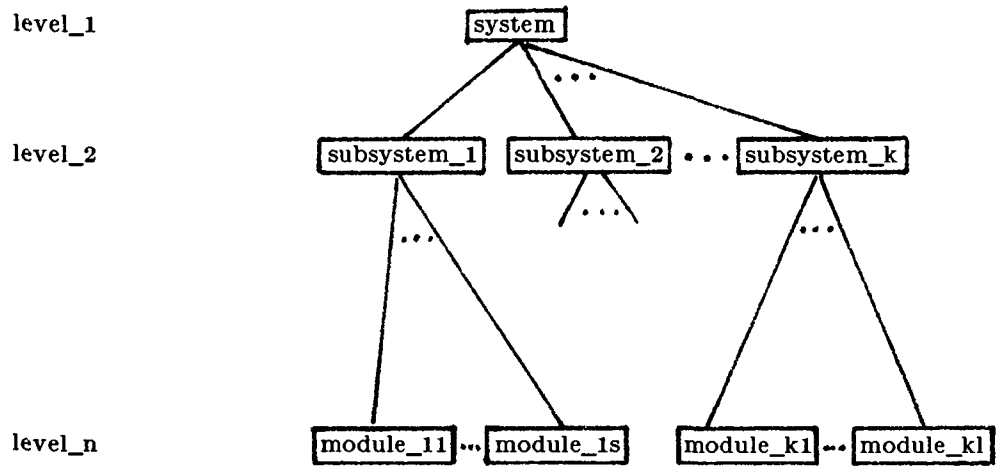 level_1 system
...
level_2 subsystem_1 subsystem_2 ... subsystem_k
...
... ...
level_n module_11 ... module_1s module_k1 ... module_kl